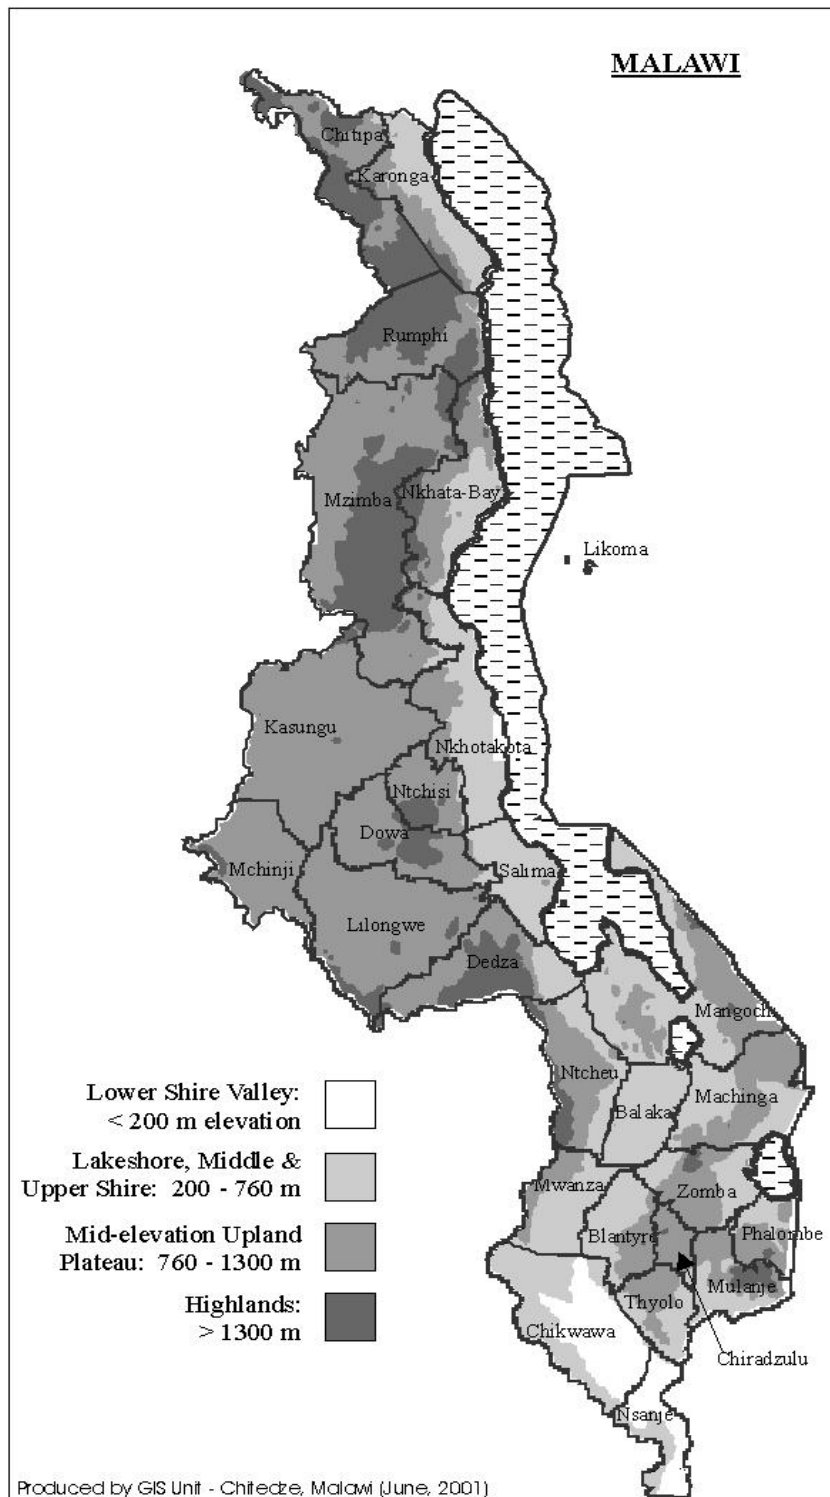 MALAWI
Chitipa
Karonga
Rumphi
Mzimba
Nkhata-Bay
Likoma
Kasungu
Nkhotakota
Ntchisi
Dowa
Mchinji
Salima
Lilongwe
Dedza
Mangochi
Ntcheu
Balaka
Machinga
Mwanza
Zomba
Blantyre
Phalombe
Thyolo
Mulanje
Chikwawa
Chiradzulu
Nsanje
Lower Shire Valley:
< 200 m elevation
Lakeshore, Middle &
Upper Shire: 200 - 760 m
Mid-elevation Upland
Plateau: 760 - 1300 m
Highlands:
> 1300 m
Produced by GIS Unit - Chitedze, Malawi (June, 2001)